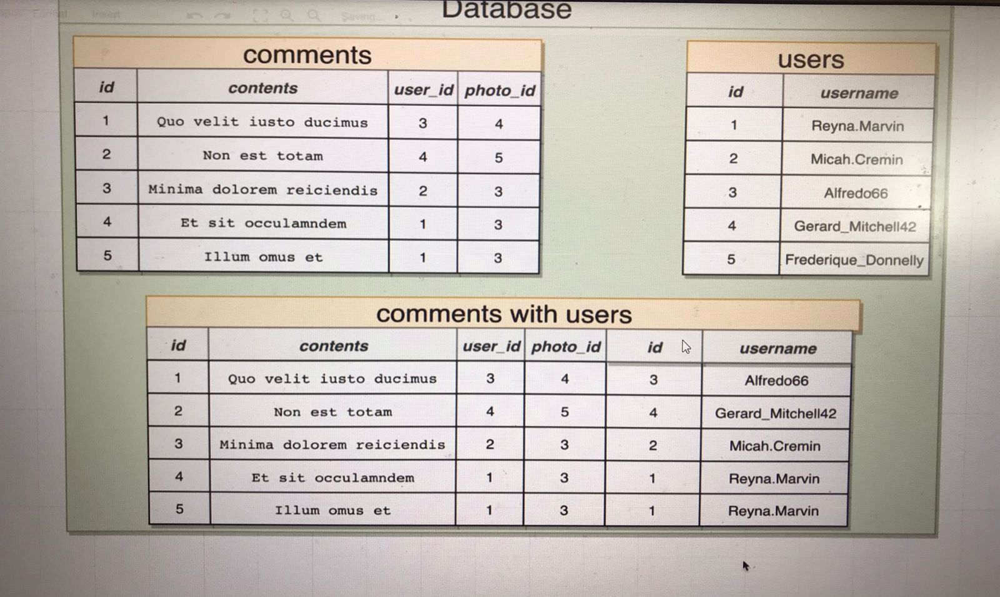 Insert
Saving...
Database
comments
id contents user_id photo_id
1 Quo velit iusto ducimus 3 4
2 Non est totam 4 5
3 Minima dolorem reiciendis 2 3
4 Et sit occulamndem 1 3
5 Illum omus et 1 3
users
id username
1 Reyna.Marvin
2 Micah.Cremin
3 Alfredo66
4 Gerard_Mitchell42
5 Frederique_Donnelly
comments with users
id contents user_id photo_id id username
1 Quo velit iusto ducimus 3 4 3 Alfredo66
2 Non est totam 4 5 4 Gerard_Mitchell42
3 Minima dolorem reiciendis 2 3 2 Micah.Cremin
4 Et sit occulamndem 1 3 1 Reyna.Marvin
5 Illum omus et 1 3 1 Reyna.Marvin